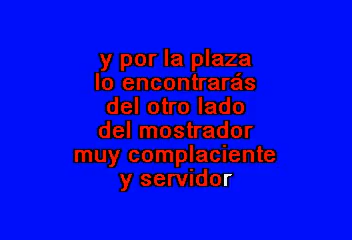 y por la plaza
lo encontrarás
del otro lado
del mostrador
muy complaciente
y servidor